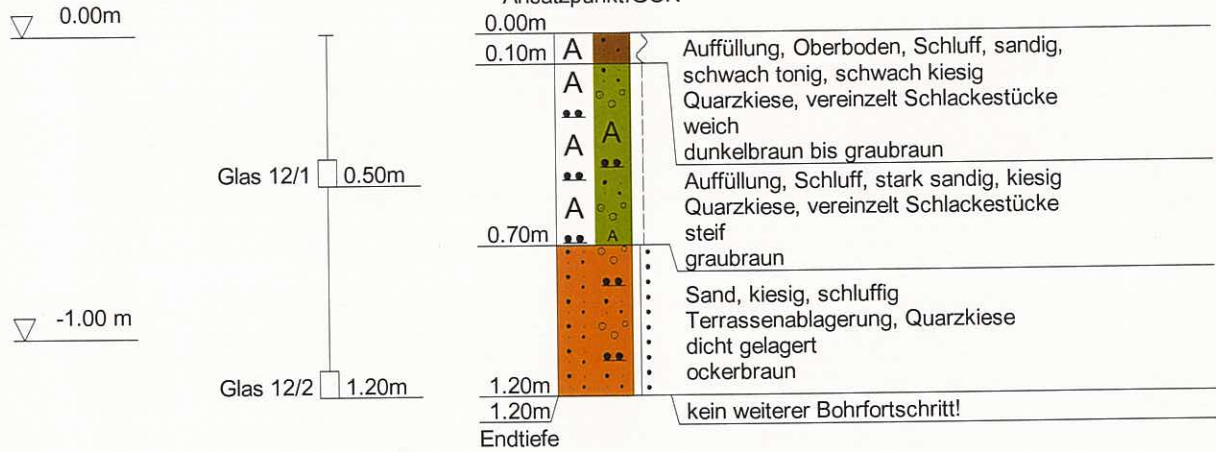 0.00m
0.00m
0.10m
A
A
A
A
A
A
Auffüllung, Oberboden, Schluff, sandig,
schwach tonig, schwach kiesig
Quarzkiese, vereinzelt Schlackestücke
weich
dunkelbraun bis graubraun
Glas 12/1 0.50m
Auffüllung, Schluff, stark sandig, kiesig
Quarzkiese, vereinzelt Schlackestücke
steif
graubraun
0.70m
-1.00 m
Sand, kiesig, schluffig
Terrassenablagerung, Quarzkiese
dicht gelagert
ockerbraun
Glas 12/2 1.20m
1.20m
1.20m
kein weiterer Bohrfortschritt!
Endtiefe